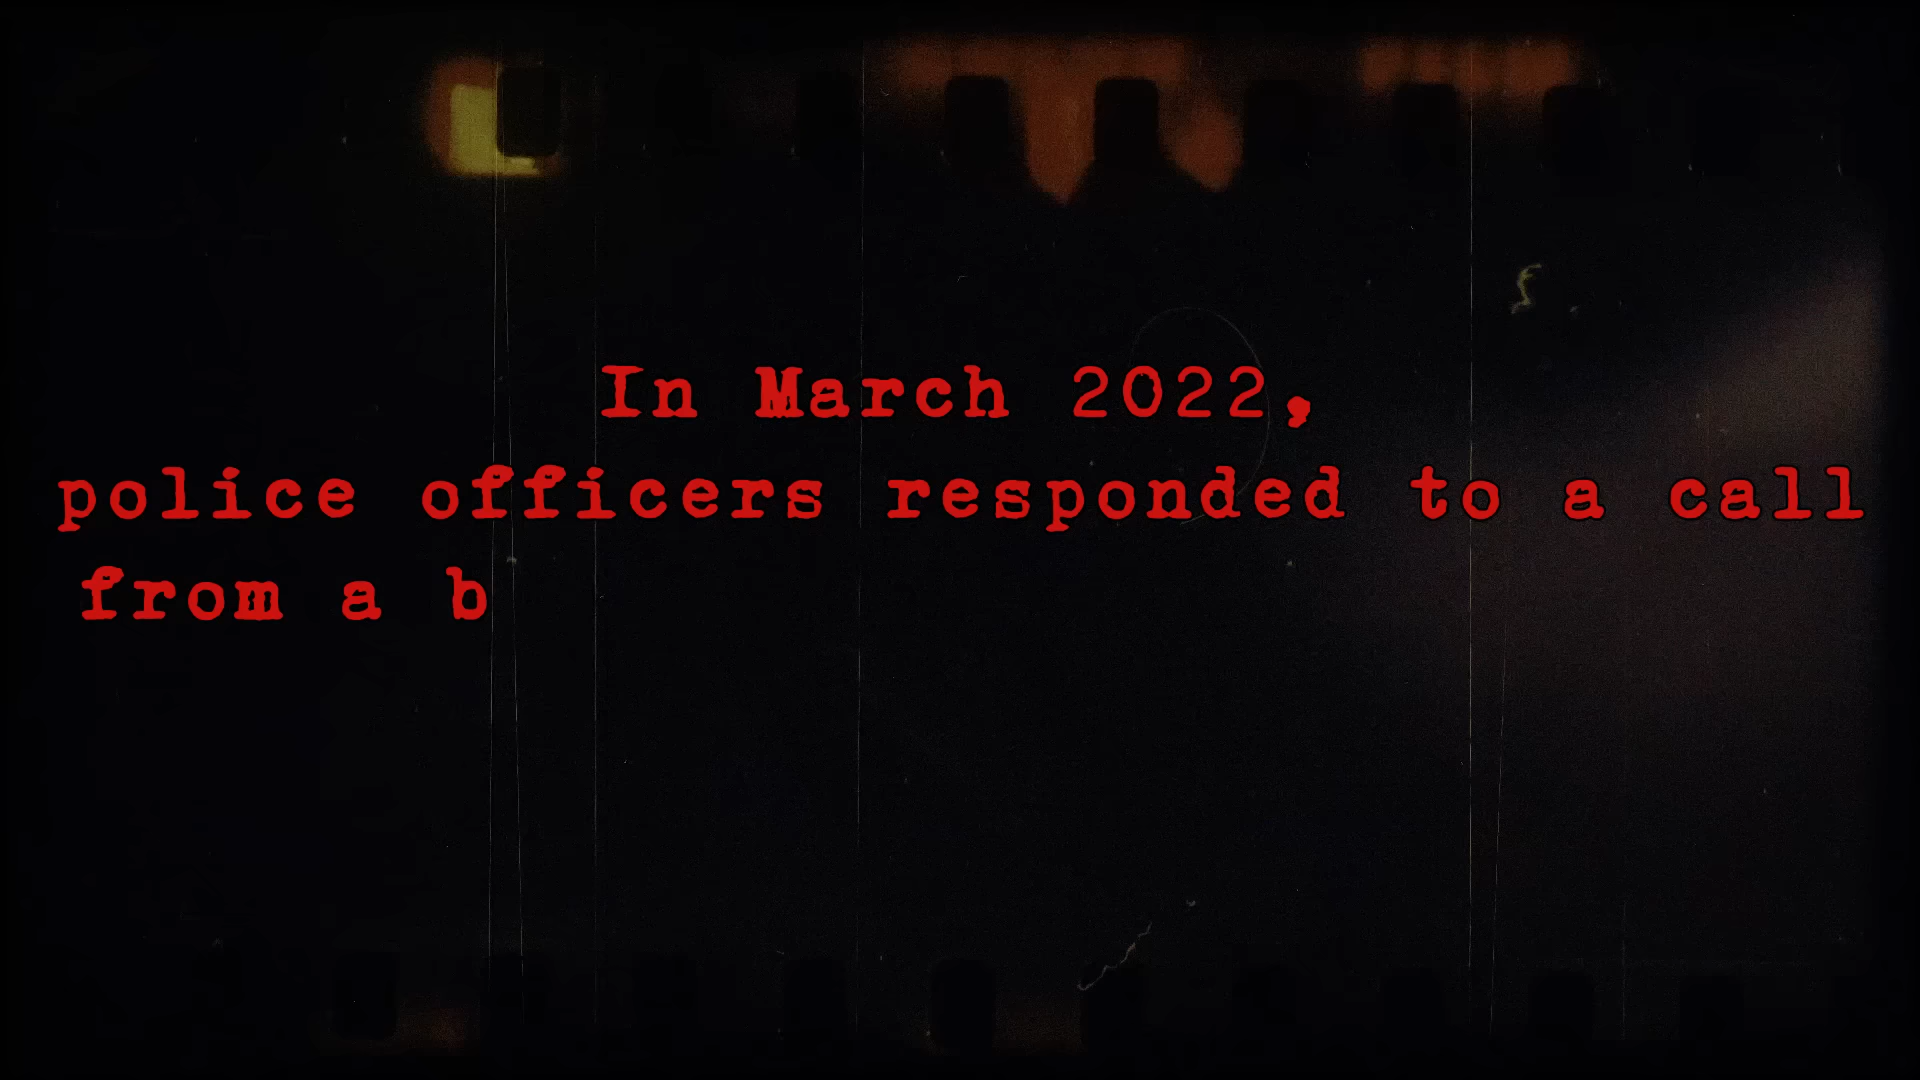 In March 2022,
police officers responded to a call
from a b